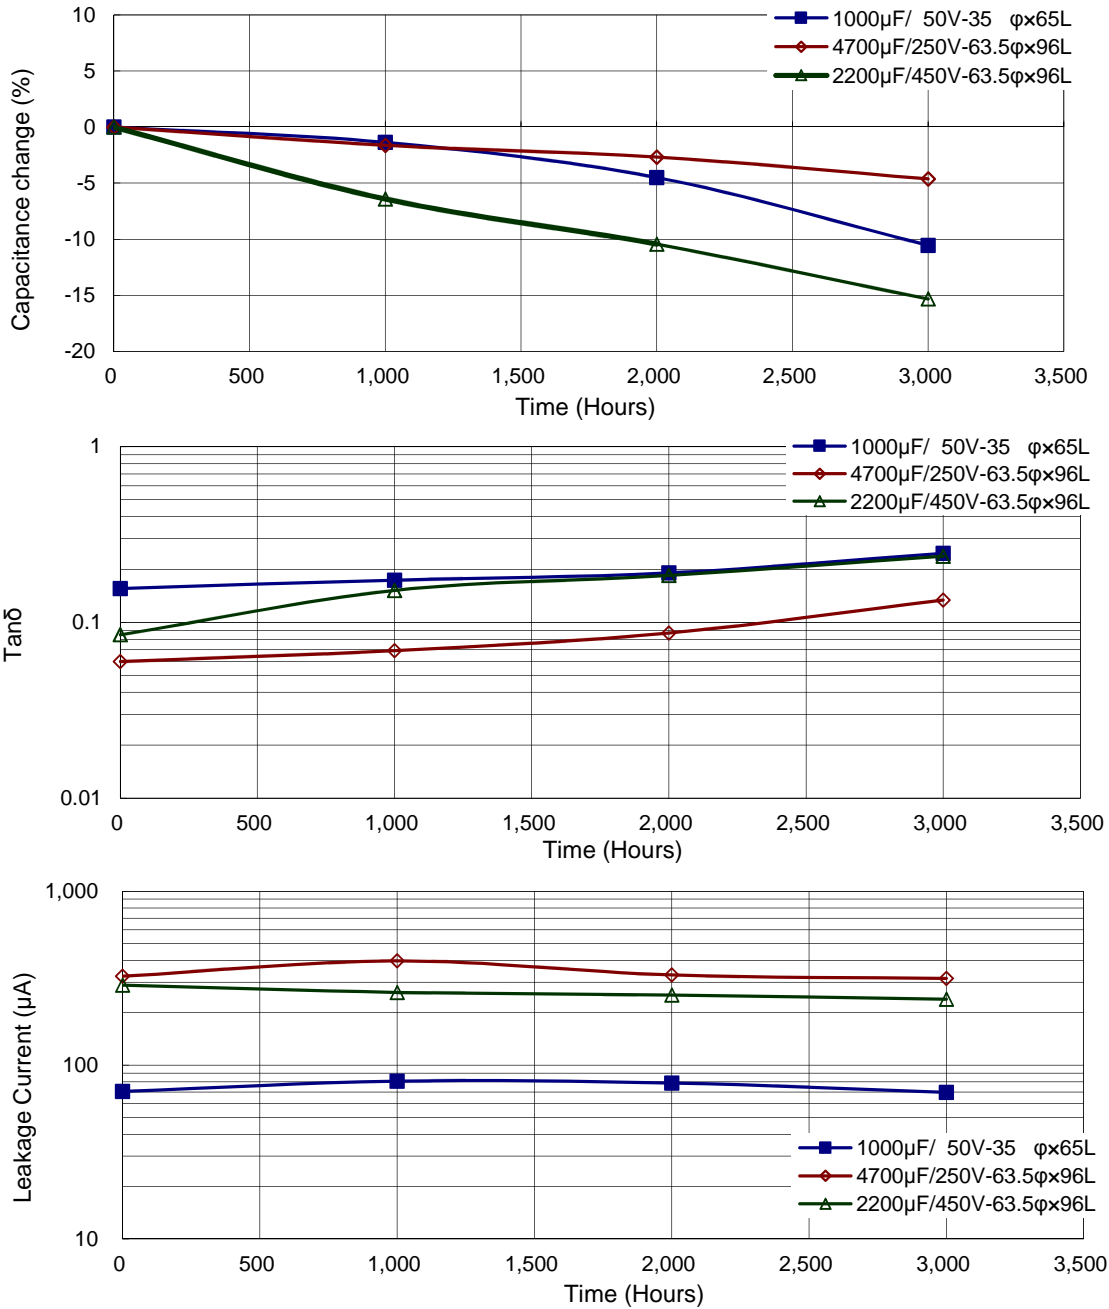 10
5
0
-5
-10
-15
-20
Capacitance change (%)
1000μF/ 50V-35 φ×65L
4700μF/250V-63.5φ×96L
2200μF/450V-63.5φ×96L
0 500 1,000 1,500 2,000 2,500 3,000 3,500
Time (Hours)
1
0.1
0.01
Tanδ
1000μF/ 50V-35 φ×65L
4700μF/250V-63.5φ×96L
2200μF/450V-63.5φ×96L
0 500 1,000 1,500 2,000 2,500 3,000 3,500
Time (Hours)
1,000
100
10
Leakage Current (μA)
1000μF/ 50V-35 φ×65L
4700μF/250V-63.5φ×96L
2200μF/450V-63.5φ×96L
0 500 1,000 1,500 2,000 2,500 3,000 3,500
Time (Hours)